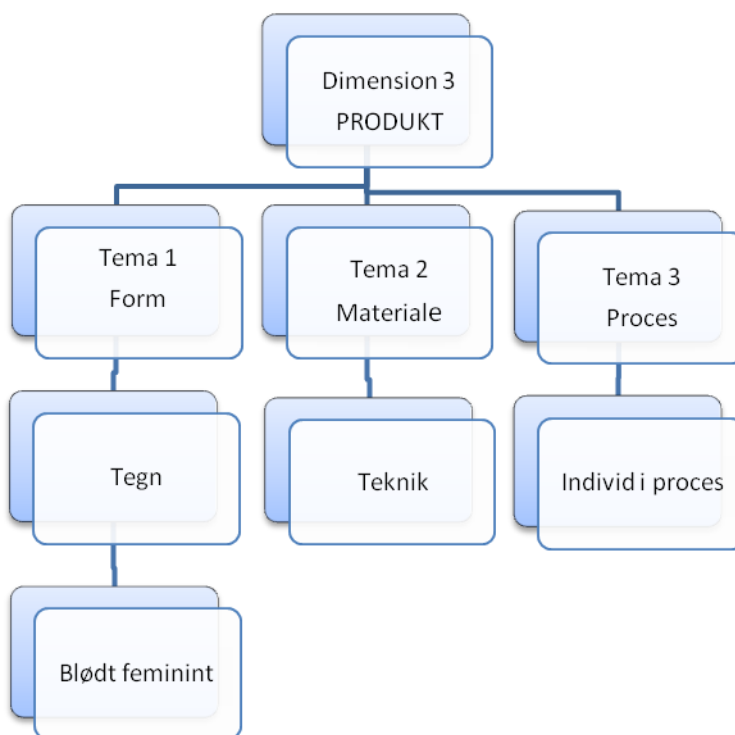 Dimension 3
PRODUKT
Tema 1
Form
Tema 2
Materiale
Tema 3
Proces
Tegn
Teknik
Individ i proces
Blødt feminint